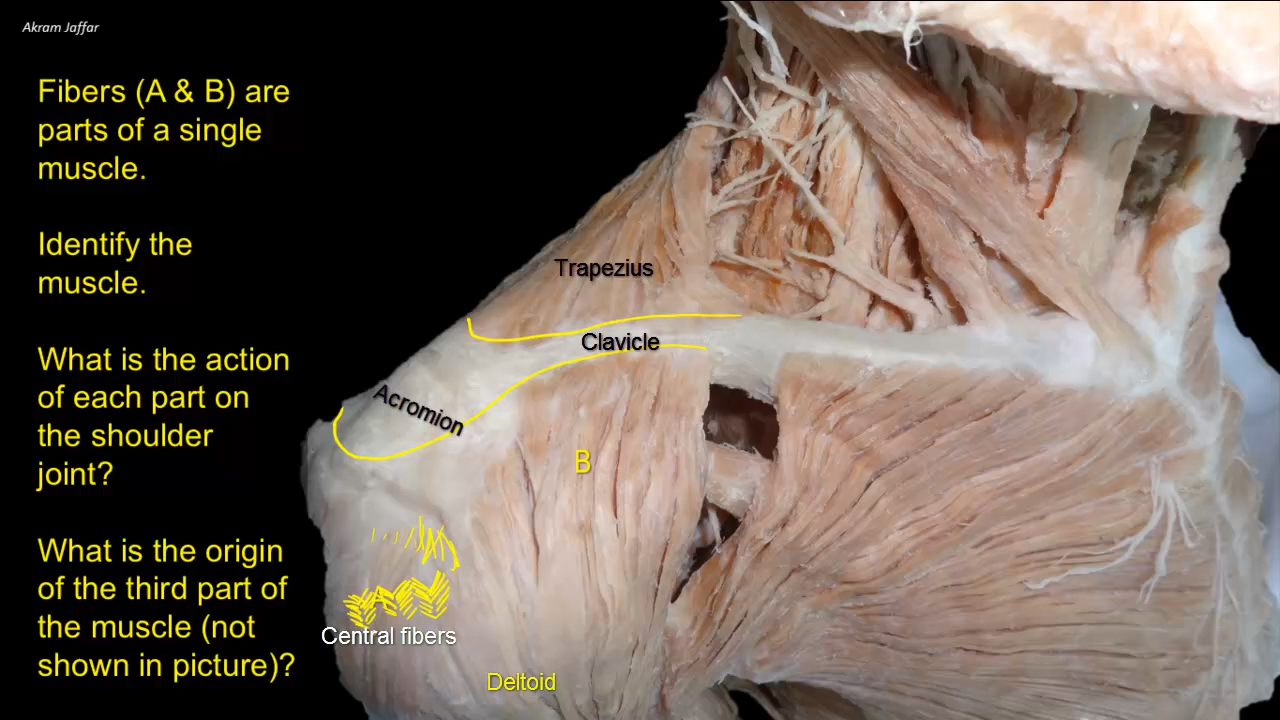 Akram Jaffar
Fibers (A & B) are
parts of a single
muscle.
Identify the
muscle.
What is the action
of each part on
the shoulder
joint?
What is the origin
of the third part of
the muscle (not
shown in picture)?
Trapezius
Clavicle
Acromion
B
A
Central fibers
Deltoid